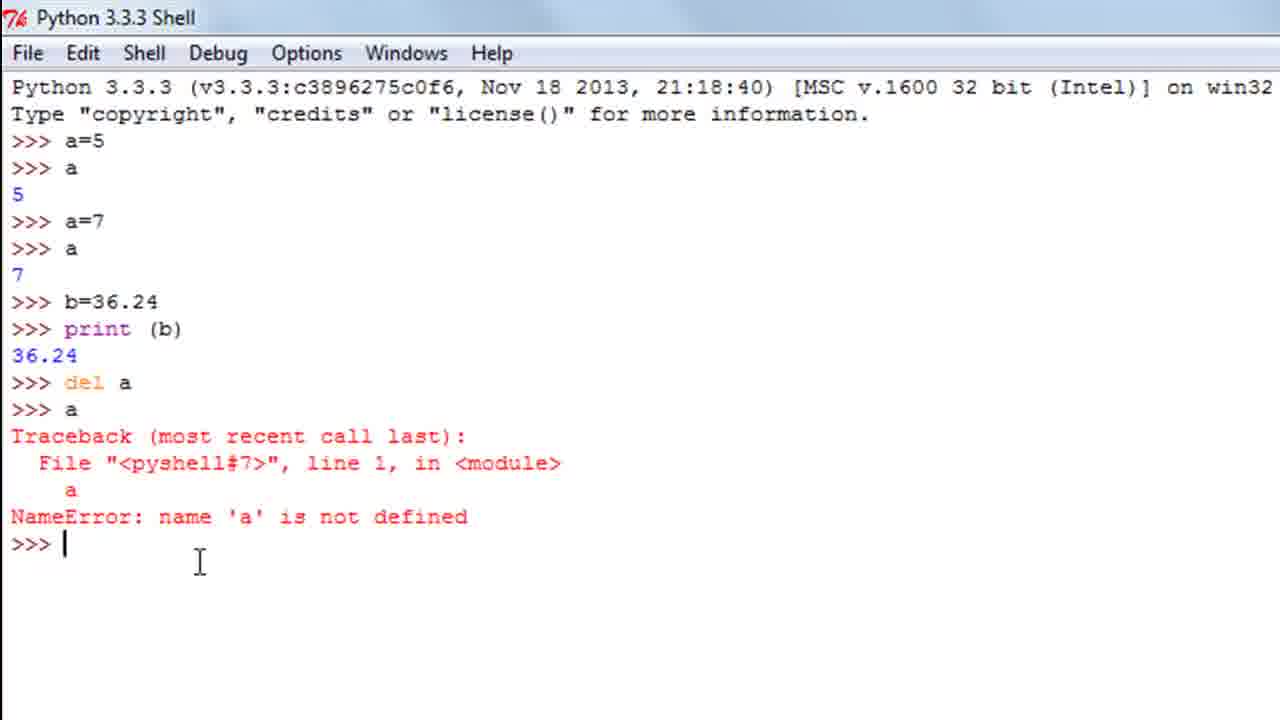 Python 3.3.3 Shell
File Edit Shell Debug Options Windows Help
Python 3.3.3 (v3.3.3:c3896275c0f6, Nov 18 2013, 21:18:40) [MSC v.1600 32 bit (Intel)] on win32
Type "copyright", "credits" or "license()" for more information.
>>> a=5
>>> a
5
>>> a=7
>>> a
7
>>> b=36.24
>>> print (b)
36.24
>>> del a
>>> a
Traceback (most recent call last):
  File "<pyshell#7>", line 1, in <module>
    a
NameError: name 'a' is not defined
>>>